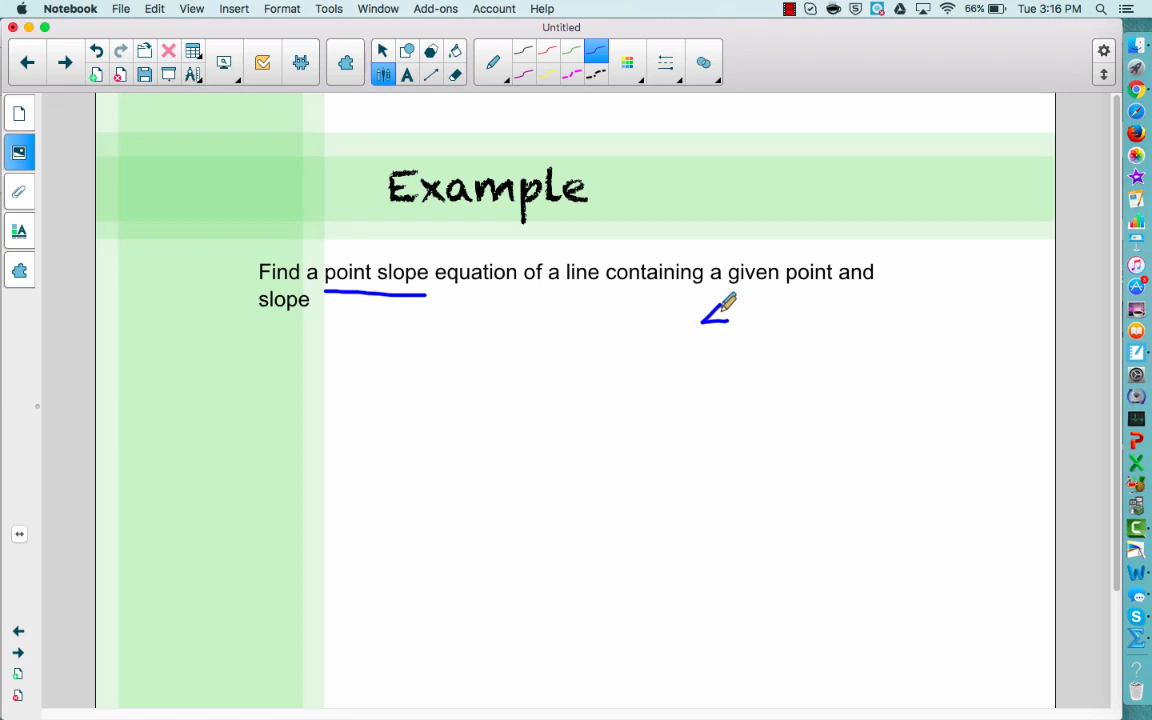 Notebook File Edit View Insert Format Tools Window Add-ons Account Help 66% Tue 3:16 PM
Untitled
Example
Find a point slope equation of a line containing a given point and
slope